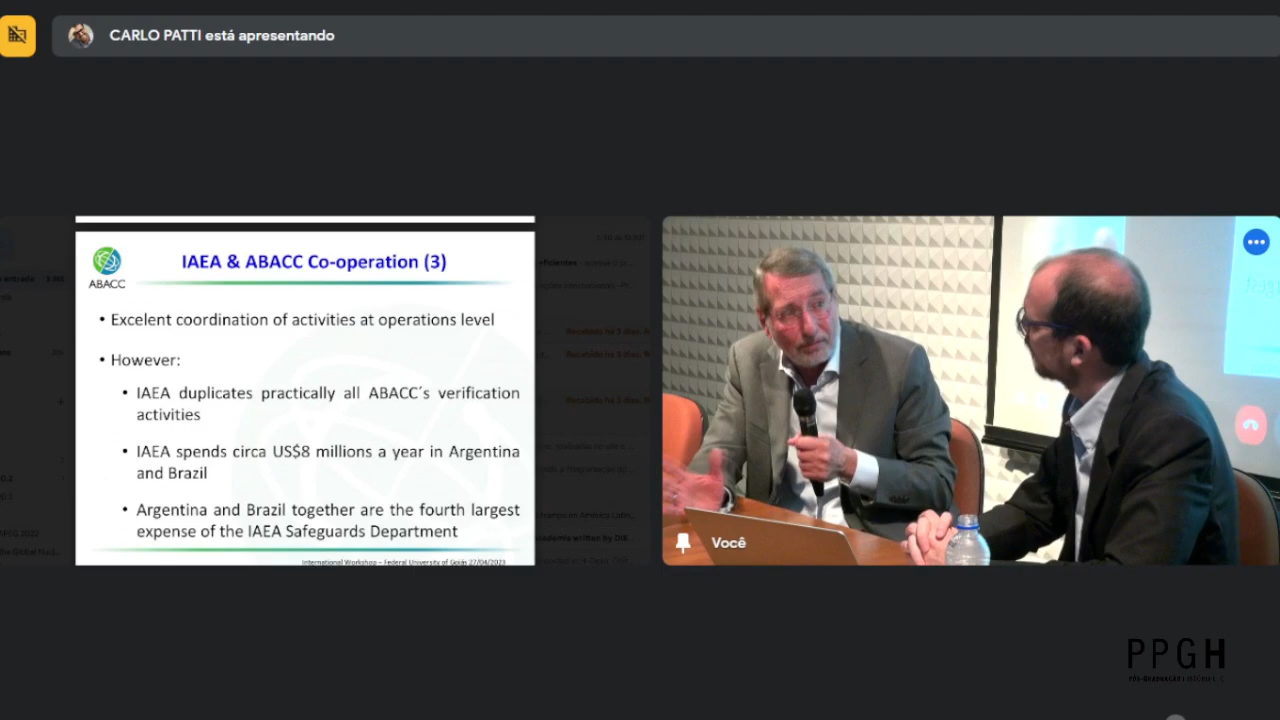 CARLO PATTI está apresentando
ABACC
IAEA & ABACC Co-operation (3)
• Excelent coordination of activities at operations level
• However:
• IAEA duplicates practically all ABACC´s verification
activities
• IAEA spends circa US$8 millions a year in Argentina
and Brazil
• Argentina and Brazil together are the fourth largest
expense of the IAEA Safeguards Department
International Workshop – Federal University of Goiás 27/04/2023
Você
PPGH